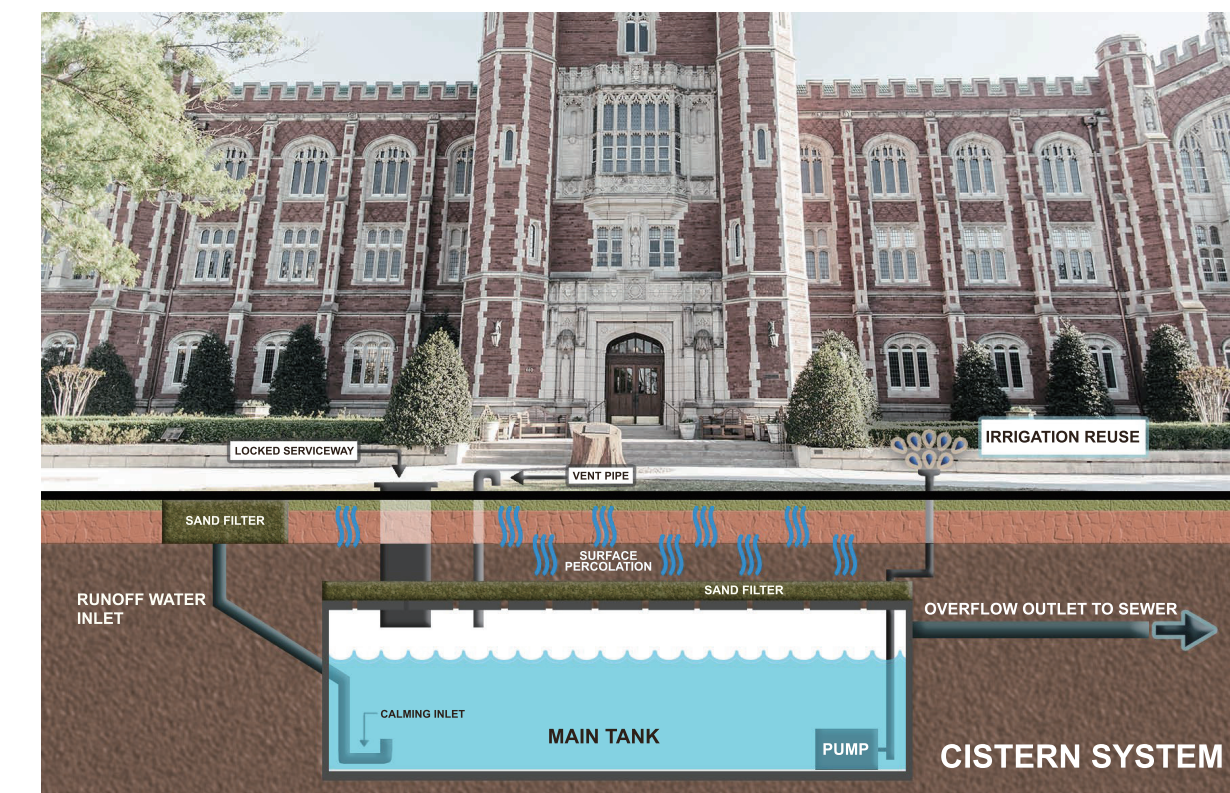 LOCKED SERVICEWAY
IRRIGATION REUSE
VENT PIPE
SAND FILTER
SURFACE
PERCOLATION
SAND FILTER
RUNOFF WATER
INLET
OVERFLOW OUTLET TO SEWER
CALMING INLET
MAIN TANK
PUMP
CISTERN SYSTEM